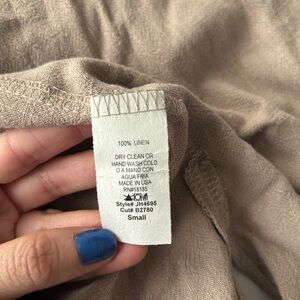 100% LINEN
DRY CLEAN OR
HAND WASH COLD
O A MANO CON
AGUA FRIA
MADE IN USA
RN#18185
Style# JH4695
Cut# B2780
Small